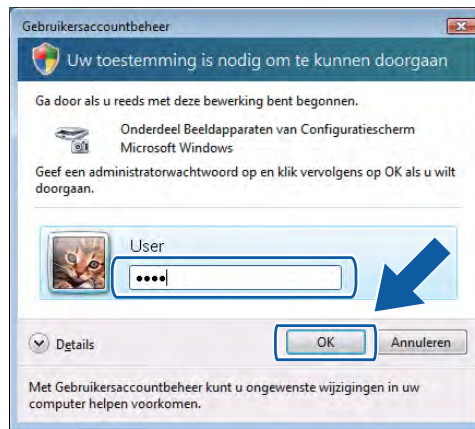 Gebruikersaccountbeheer
Uw toestemming is nodig om te kunnen doorgaan
Ga door als u reeds met deze bewerking bent begonnen.
Onderdeel Beeldapparaten van Configuratiescherm
Microsoft Windows
Geef een administratorwachtwoord op en klik vervolgens op OK als u wilt
doorgaan.
User
••••
Details
OK
Annuleren
Met Gebruikersaccountbeheer kunt u ongewenste wijzigingen in uw
computer helpen voorkomen.